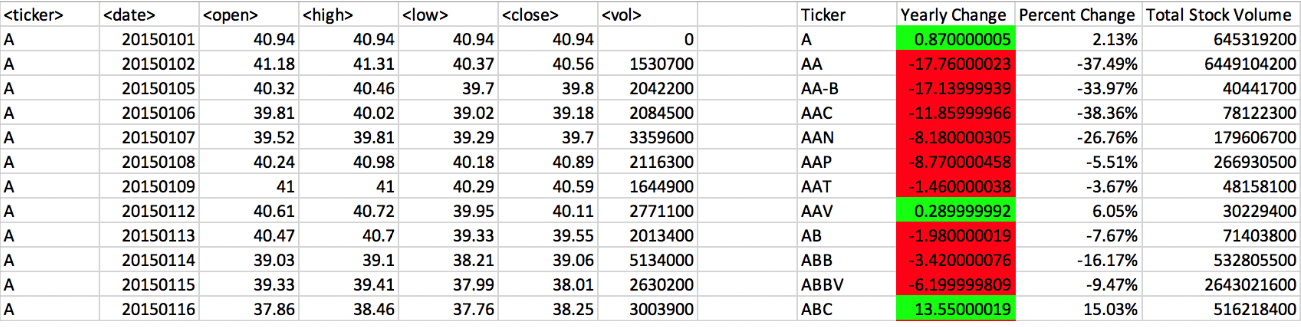 <ticker> <date> <open> <high> <low> <close> <vol> Ticker Yearly Change Percent Change Total Stock Volume
A 20150101 40.94 40.94 40.94 40.94 0 A 0.870000005 2.13% 645319200
A 20150102 41.18 41.31 40.37 40.56 1530700 AA -17.76000023 -37.49% 6449104200
A 20150105 40.32 40.46 39.7 39.8 2042200 AA-B -17.13999939 -33.97% 40441700
A 20150106 39.81 40.02 39.02 39.18 2084500 AAC -11.85999966 -38.36% 78122300
A 20150107 39.52 39.81 39.29 39.7 3359600 AAN -8.180000305 -26.76% 179606700
A 20150108 40.24 40.98 40.18 40.89 2116300 AAP -8.770000458 -5.51% 266930500
A 20150109 41 41 40.29 40.59 1644900 AAT -1.460000038 -3.67% 48158100
A 20150112 40.61 40.72 39.95 40.11 2771100 AAV 0.289999992 6.05% 30229400
A 20150113 40.47 40.7 39.33 39.55 2013400 AB -1.980000019 -7.67% 71403800
A 20150114 39.03 39.1 38.21 39.06 5134000 ABB -3.420000076 -16.17% 532805500
A 20150115 39.33 39.41 37.99 38.01 2630200 ABBV -6.199999809 -9.47% 2643021600
A 20150116 37.86 38.46 37.76 38.25 3003900 ABC 13.55000019 15.03% 516218400